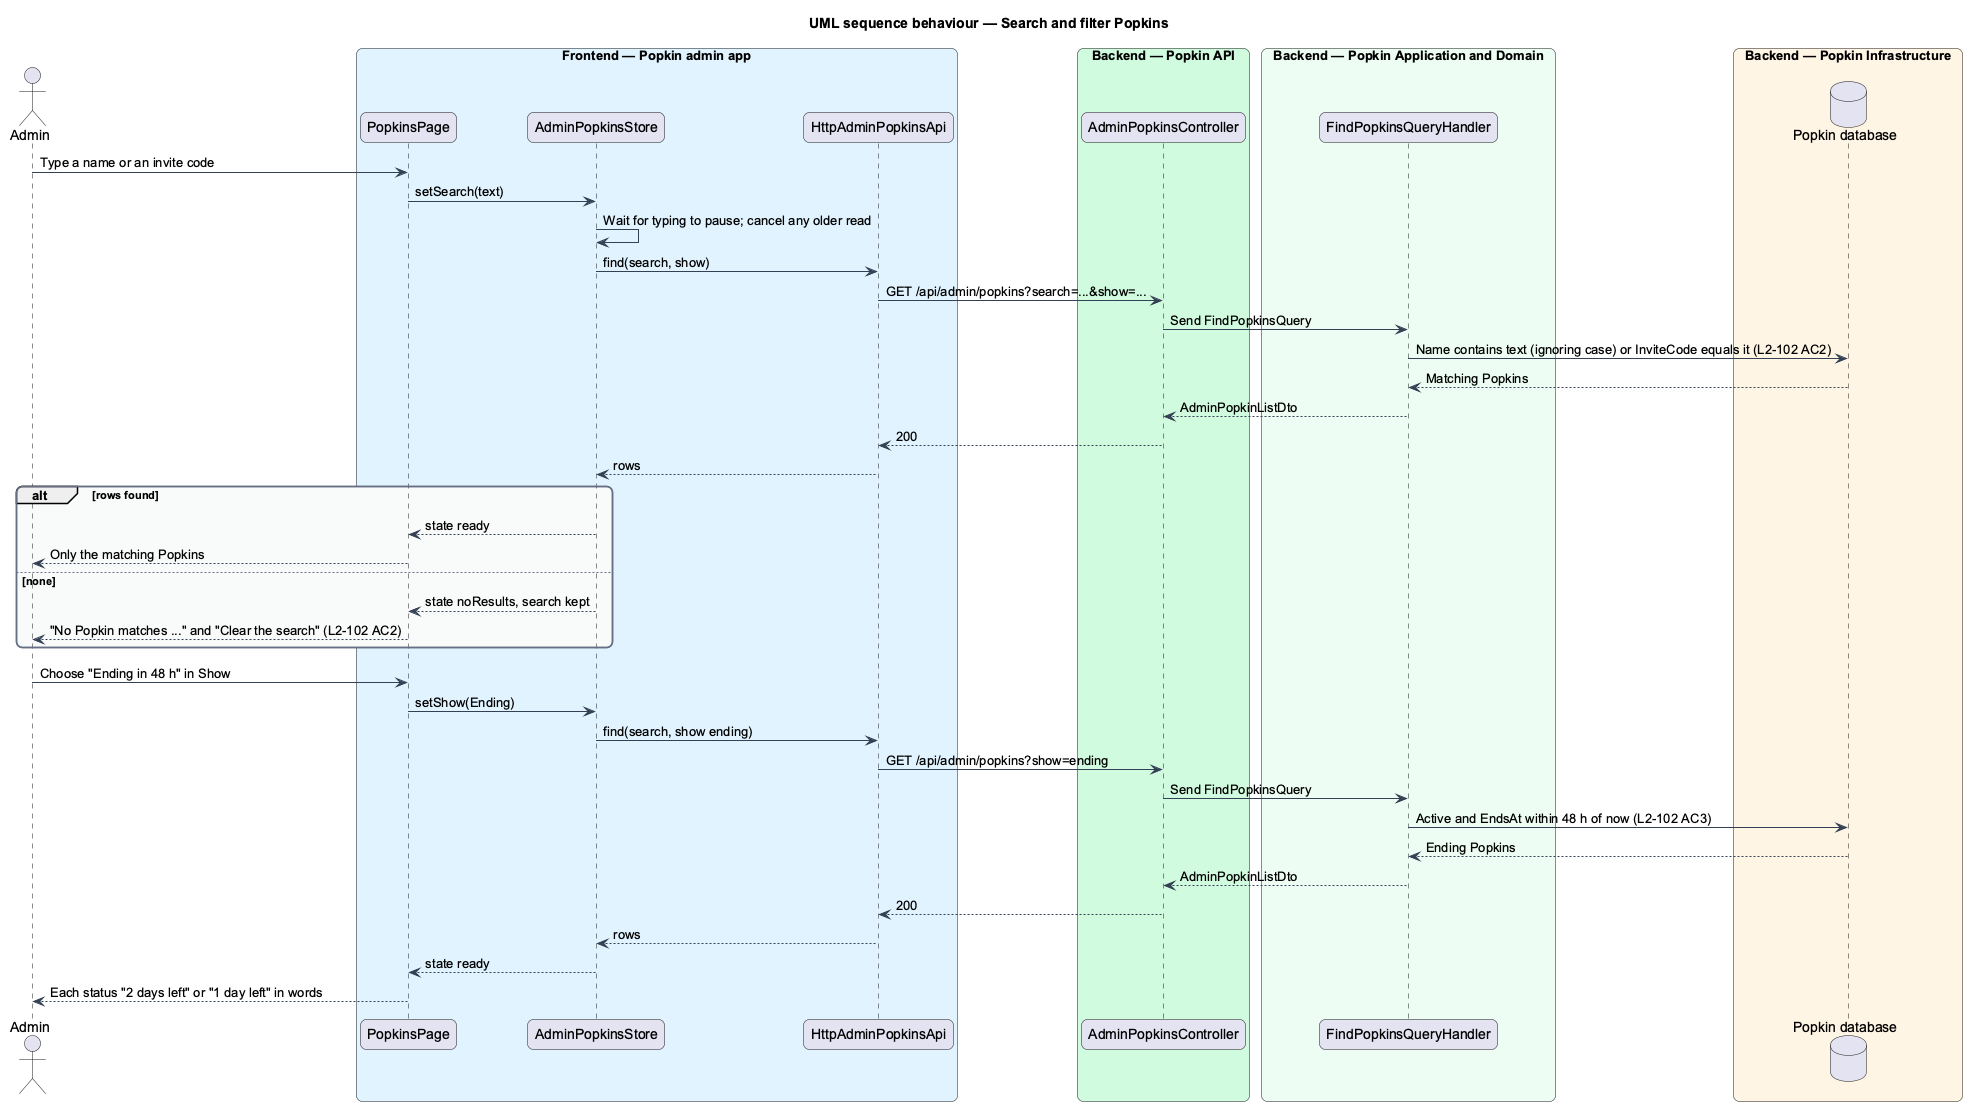 UML sequence behaviour — Search and filter Popkins
Frontend — Popkin admin app
Backend — Popkin API
Backend — Popkin Application and Domain
Backend — Popkin Infrastructure
Admin
PopkinsPage
AdminPopkinsStore
HttpAdminPopkinsApi
AdminPopkinsController
FindPopkinsQueryHandler
Popkin database
Type a name or an invite code
setSearch(text)
Wait for typing to pause; cancel any older read
find(search, show)
GET /api/admin/popkins?search=...&show=...
Send FindPopkinsQuery
Name contains text (ignoring case) or InviteCode equals it (L2-102 AC2)
Matching Popkins
AdminPopkinListDto
200
rows
alt
[rows found]
state ready
Only the matching Popkins
[none]
state noResults, search kept
"No Popkin matches ..." and "Clear the search" (L2-102 AC2)
Choose "Ending in 48 h" in Show
setShow(Ending)
find(search, show ending)
GET /api/admin/popkins?show=ending
Send FindPopkinsQuery
Active and EndsAt within 48 h of now (L2-102 AC3)
Ending Popkins
AdminPopkinListDto
200
rows
state ready
Each status "2 days left" or "1 day left" in words
Admin
PopkinsPage
AdminPopkinsStore
HttpAdminPopkinsApi
AdminPopkinsController
FindPopkinsQueryHandler
Popkin database